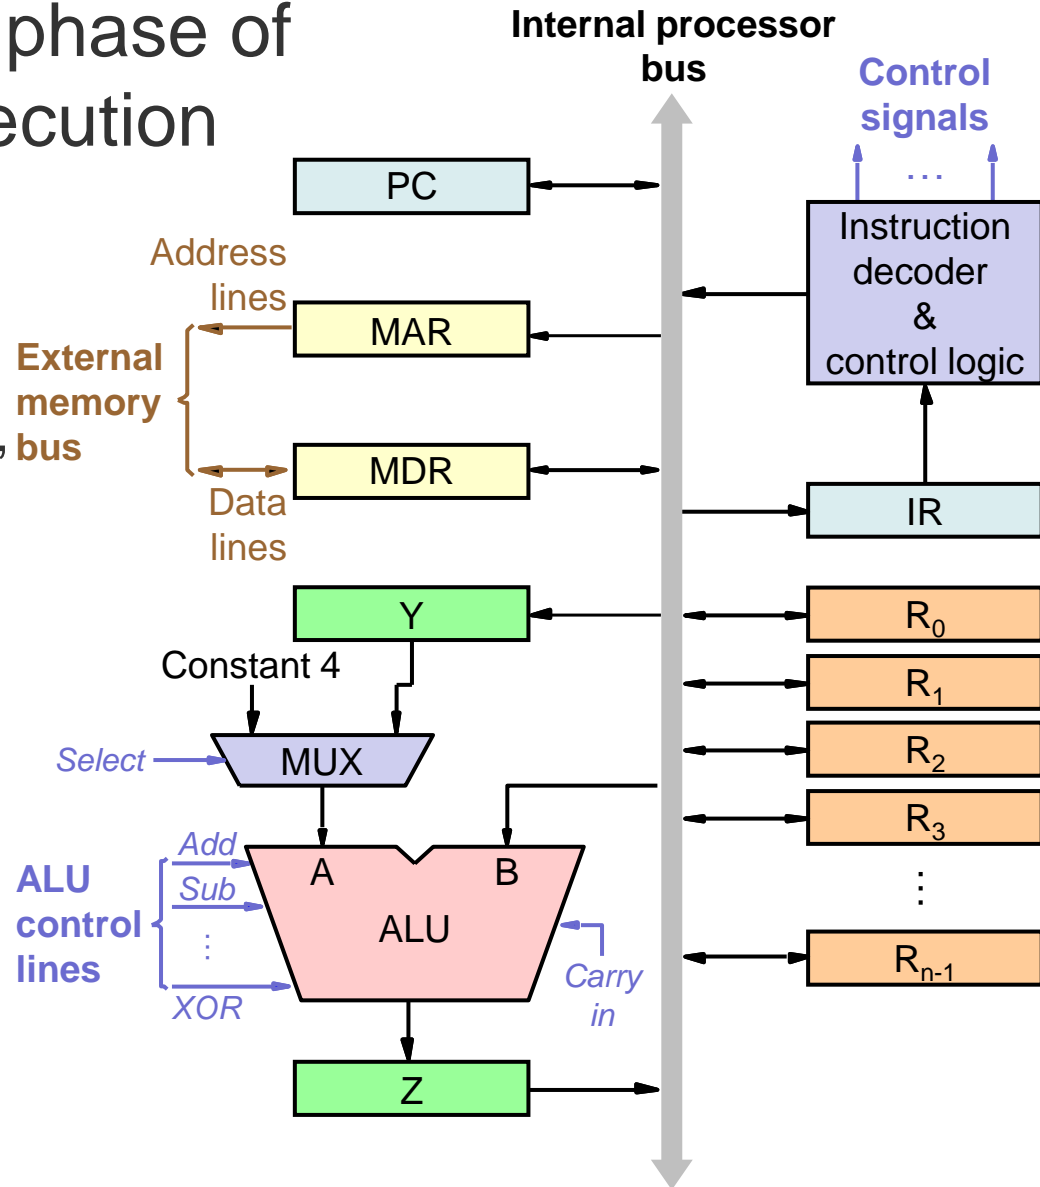 phase of
ecution
Internal processor
bus
Control
signals
...
PC
Instruction
decoder
&
control logic
Address
lines
MAR
External
memory
bus
,
MDR
Data
lines
IR
Y
Constant 4
Select
MUX
R0
R1
R2
R3
⋮
Rn-1
ALU
control
lines
Add
Sub
⋮
XOR
A
B
ALU
Carry
in
Z